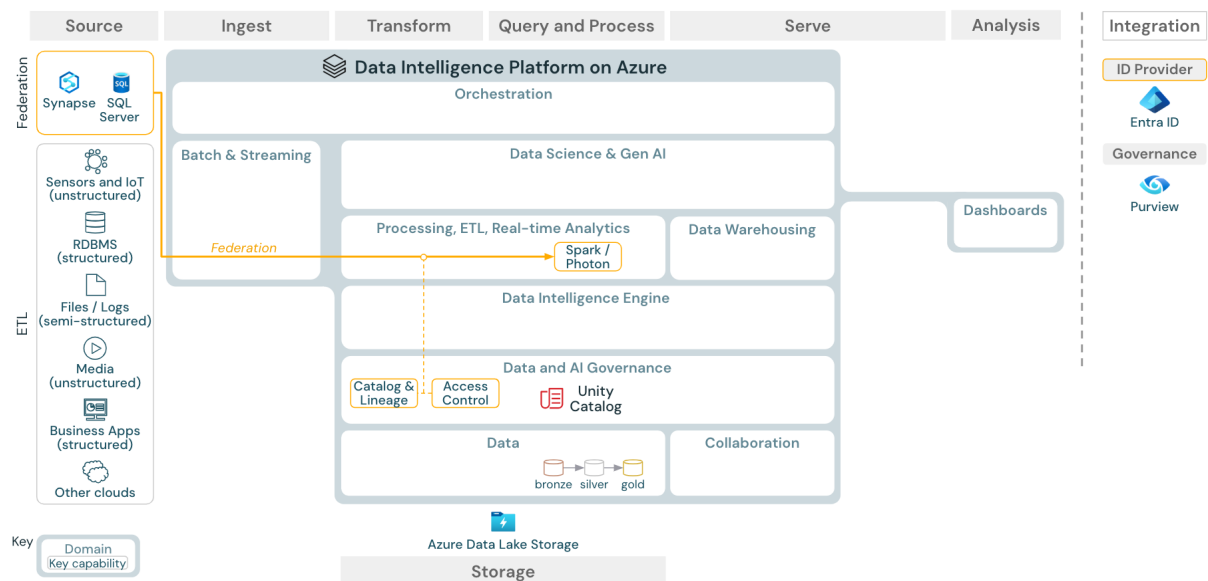 Source
Ingest
Transform
Query and Process
Serve
Analysis
Integration
Federation
Synapse
SQL
SQL
Server
Data Intelligence Platform on Azure
Orchestration
ID Provider
Entra ID
Governance
Purview
ETL
Sensors and IoT
(unstructured)
RDBMS
(structured)
Files / Logs
(semi-structured)
Media
(unstructured)
Business Apps
(structured)
Other clouds
Batch & Streaming
Data Science & Gen AI
Dashboards
Processing, ETL, Real-time Analytics
Data Warehousing
Federation
Spark /
Photon
Data Intelligence Engine
Data and AI Governance
Catalog &
Lineage
Access
Control
Unity
Catalog
Data
bronze
silver
gold
Collaboration
Key
Domain
Key capability
Azure Data Lake Storage
Storage